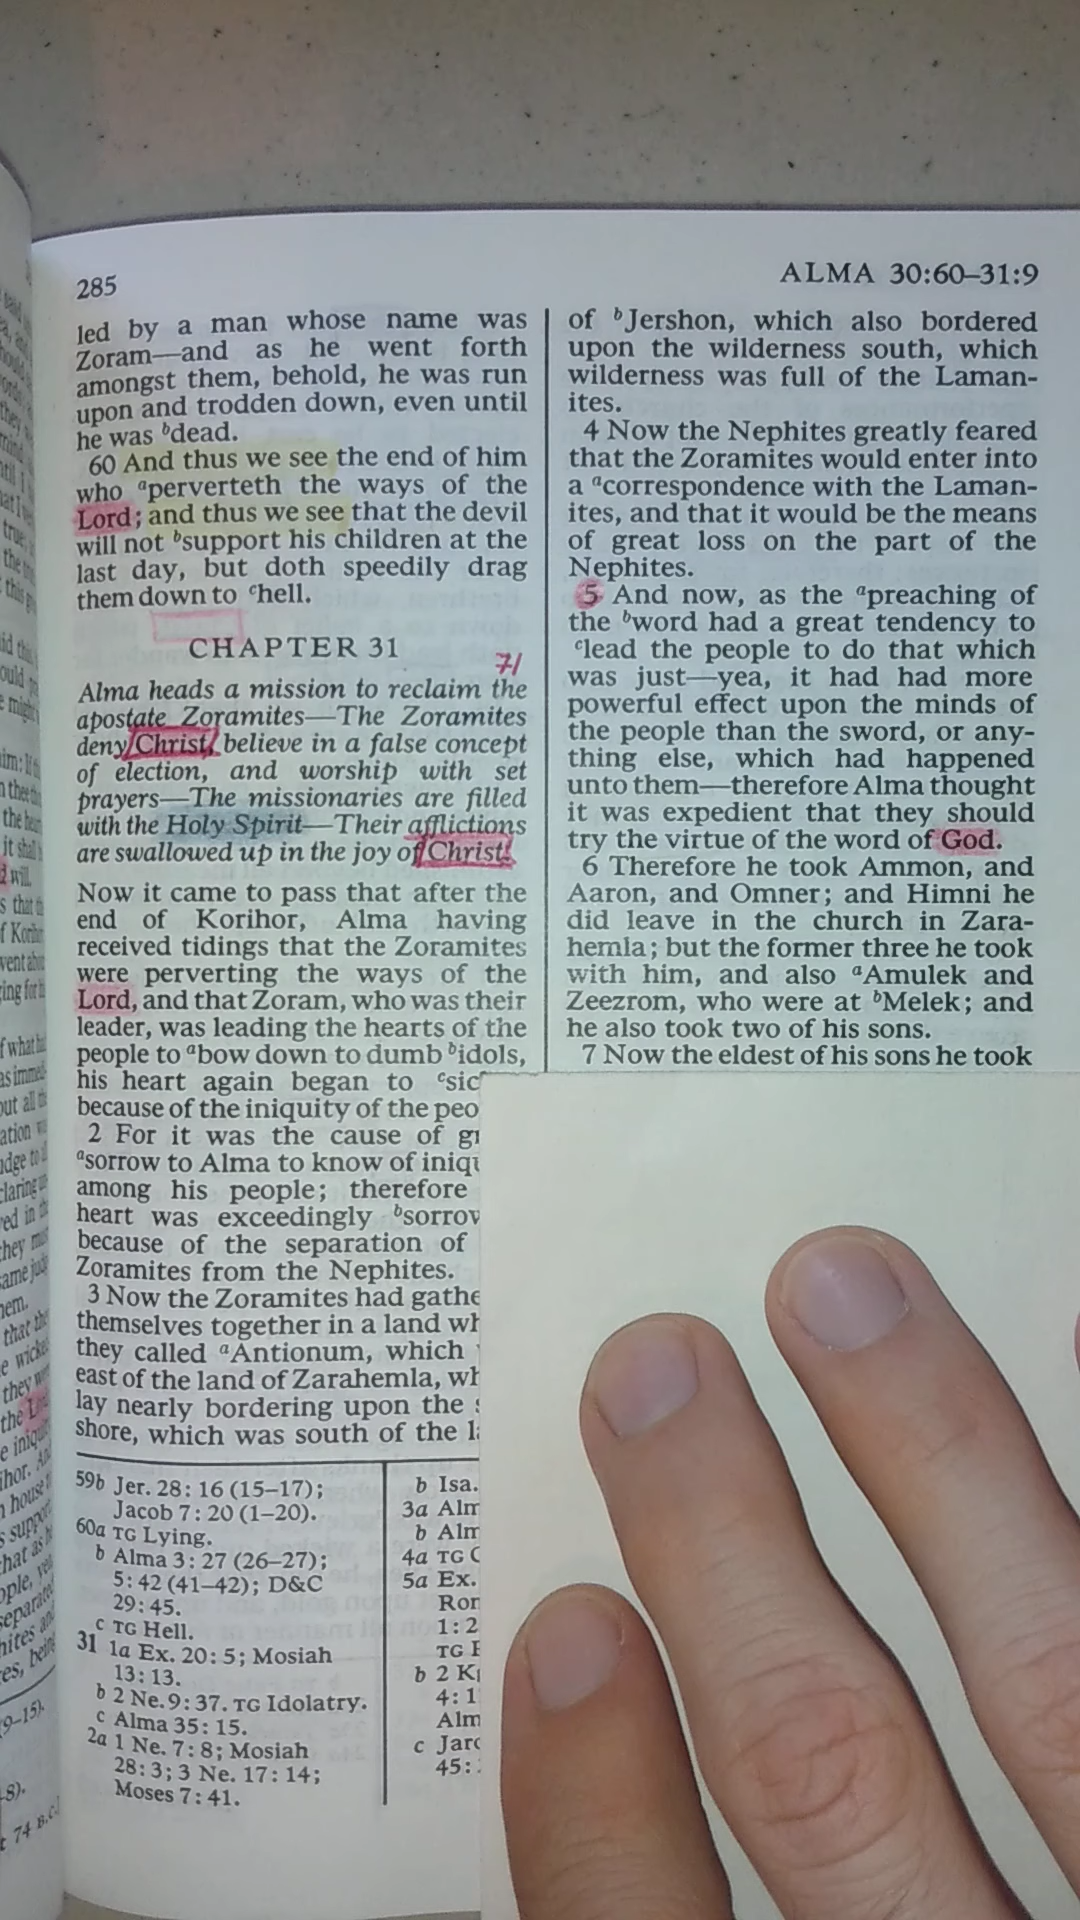 285
ALMA 30:60–31:9
led by a man whose name was
Zoram—and as he went forth
amongst them, behold, he was run
upon and trodden down, even until
he was bdead.
60 And thus we see the end of him
who aperverteth the ways of the
Lord; and thus we see that the devil
will not bsupport his children at the
last day, but doth speedily drag
them down to chell.
CHAPTER 31
71
Alma heads a mission to reclaim the
apostate Zoramites—The Zoramites
deny Christ, believe in a false concept
of election, and worship with set
prayers—The missionaries are filled
with the Holy Spirit—Their afflictions
are swallowed up in the joy of Christ.
Now it came to pass that after the
end of Korihor, Alma having
received tidings that the Zoramites
were perverting the ways of the
Lord, and that Zoram, who was their
leader, was leading the hearts of the
people to abow down to dumb bidols,
his heart again began to
because of the iniquity of the
2 For it was the cause of
asorrow to Alma to know of
among his people; therefore
heart was exceedingly
because of the separation of
Zoramites from the Nephites.
3 Now the Zoramites had
themselves together in a land
they called aAntionum, which
east of the land of Zarahemla,
lay nearly bordering upon the
shore, which was south of the
of bJershon, which also bordered
upon the wilderness south, which
wilderness was full of the Laman-
ites.
4 Now the Nephites greatly feared
that the Zoramites would enter into
a acorrespondence with the Laman-
ites, and that it would be the means
of great loss on the part of the
Nephites.
5 And now, as the apreaching of
the bword had a great tendency to
clead the people to do that which
was just—yea, it had had more
powerful effect upon the minds of
the people than the sword, or any-
thing else, which had happened
unto them—therefore Alma thought
it was expedient that they should
try the virtue of the word of God.
6 Therefore he took Ammon, and
Aaron, and Omner; and Himni he
did leave in the church in Zara-
hemla; but the former three he took
with him, and also aAmulek and
Zeezrom, who were at bMelek; and
he also took two of his sons.
7 Now the eldest of his sons he took
59b Jer. 28: 16 (15–17);
Jacob 7: 20 (1–20).
60a TG Lying.
b Alma 3: 27 (26–27);
5: 42 (41–42); D&C
29: 45.
c TG Hell.
31 1a Ex. 20: 5; Mosiah
13: 13.
b 2 Ne. 9: 37. TG Idolatry.
c Alma 35: 15.
2a 1 Ne. 7: 8; Mosiah
28: 3; 3 Ne. 17: 14;
Moses 7: 41.
b Isa.
3a
b
4a TG
5a Ex.
TG
b 2
4:
c
45: